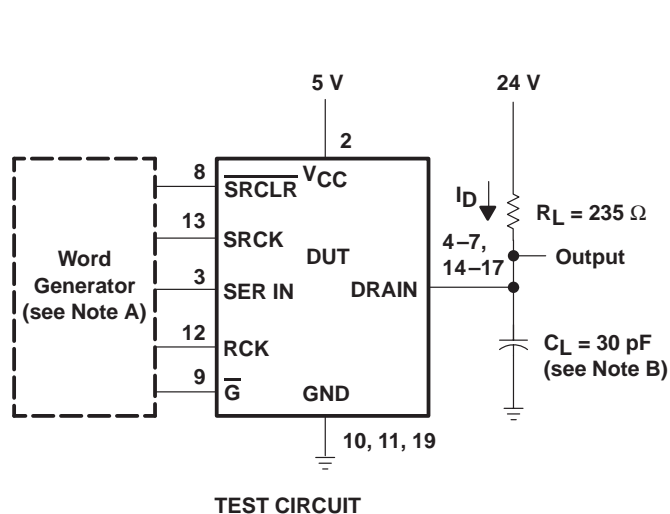 5 V
24 V
2
VCC
8
SRCLR
ID
RL = 235 Ω
13
SRCK
4–7,
14–17
Output
Word
Generator
(see Note A)
DUT
3
SER IN
DRAIN
12
RCK
CL = 30 pF
(see Note B)
9
G
GND
10, 11, 19
TEST CIRCUIT